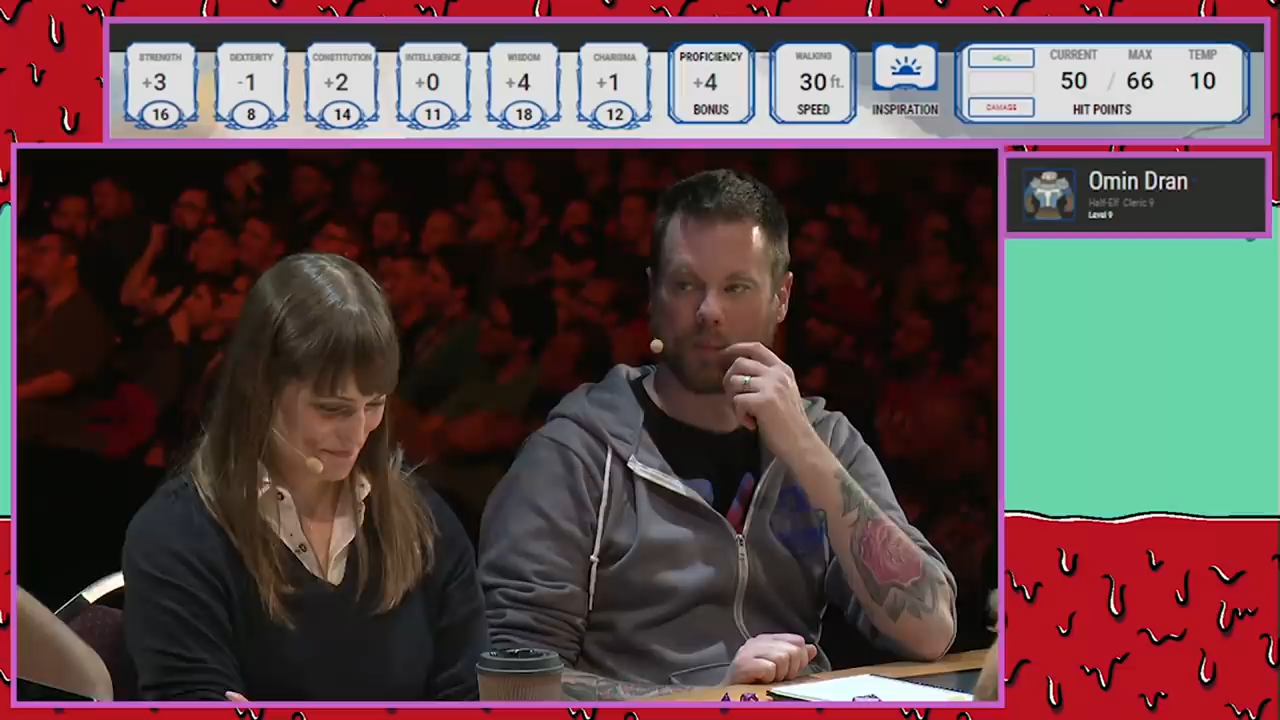 STRENGTH DEXTERITY CONSTITUTION INTELLIGENCE WISDOM CHARISMA PROFICIENCY WALKING CURRENT MAX TEMP
HEAL
+3 -1 +2 +0 +4 +1 +4 30 ft. 50 / 66 10
16 8 14 11 18 12 BONUS SPEED INSPIRATION DAMAGE HIT POINTS
Omin Dran
Half-Elf Cleric 9
Level 9